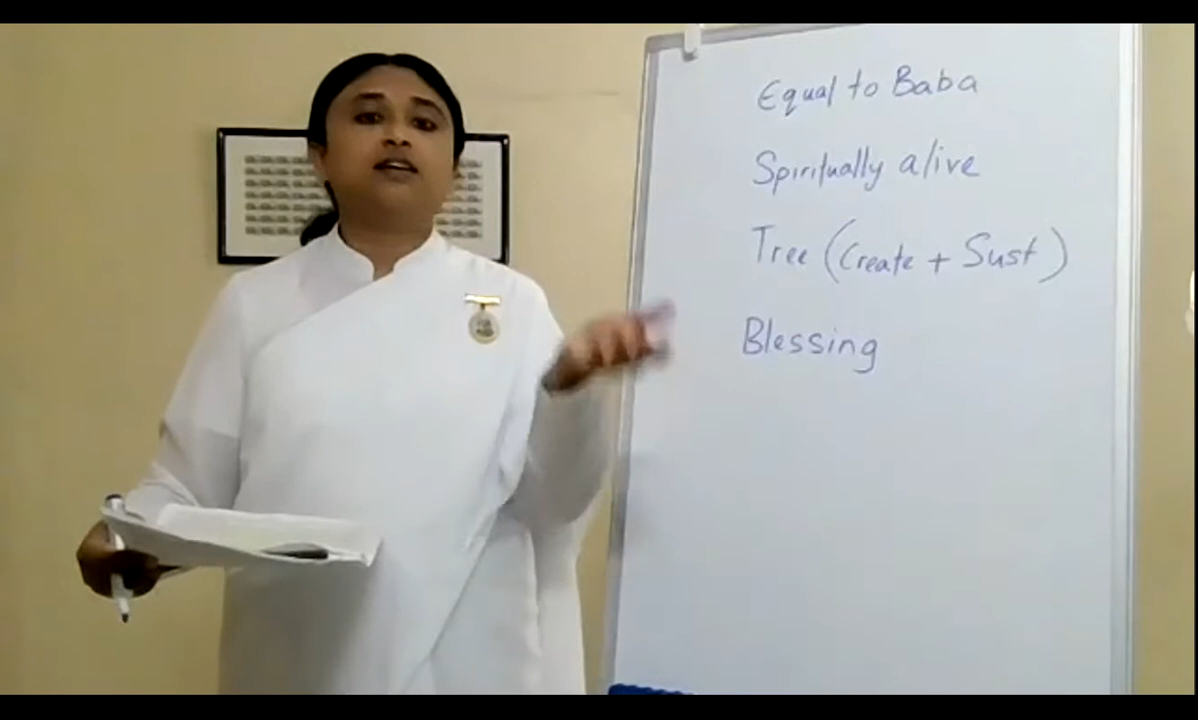 Equal to Baba
Spiritually alive
Tree (Create + Sust)
Blessing